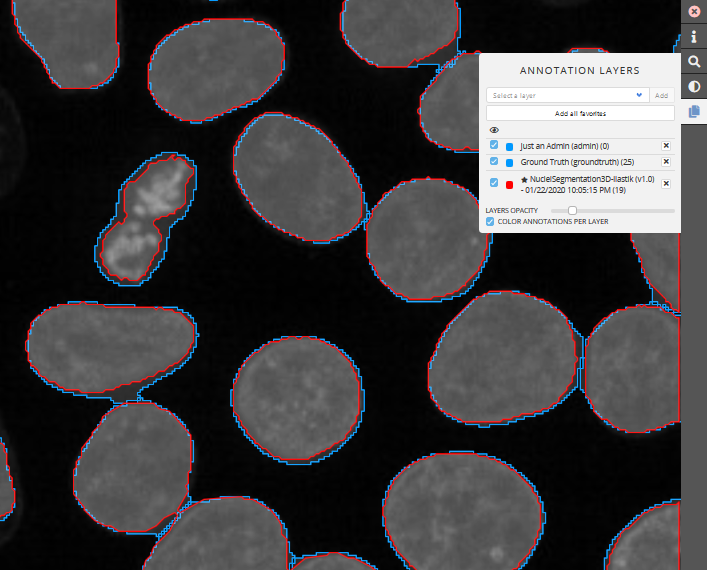 ANNOTATION LAYERS
Select a layer
Add
Add all favorites
Just an Admin (admin) (0)
Ground Truth (groundtruth) (25)
★ NucleiSegmentation3D-Ilastik (v1.0)
- 01/22/2020 10:05:15 PM (19)
LAYERS OPACITY
COLOR ANNOTATIONS PER LAYER